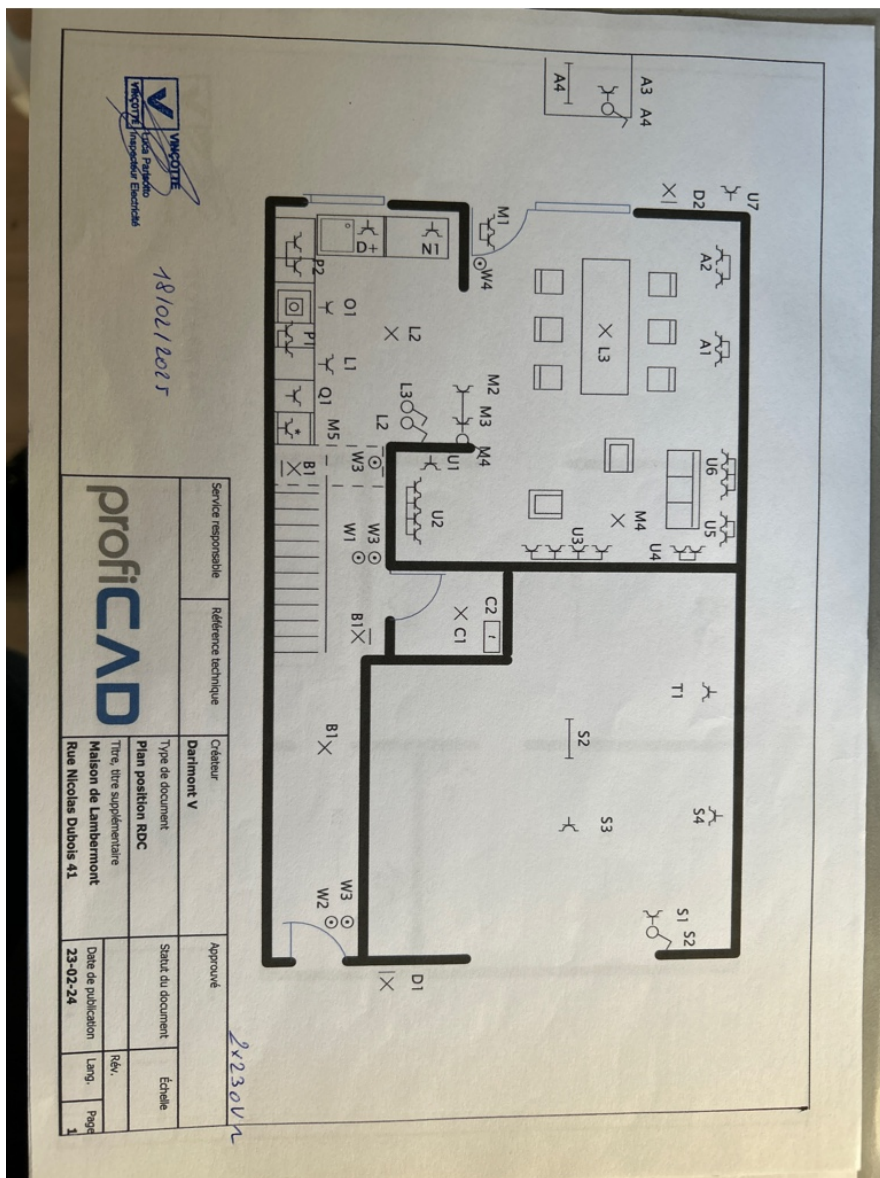 A3 A4
A4
U7
D2
M1
W4
A2
A1
N1
D+
P2
O1
L2
L3
P1
L1
Q1
M5
L3
L2
M2
M3
M4
U1
U2
W3
B1
W3
W1
U6
U5
M4
U3
U4
C2
C1
B1
T1
S2
S3
S4
S1 S2
B1
W3
W2
D1
2x230V~
VINÇOTTE
VINÇOTTE
Luca Parisotto
Inspecteur Electricité
18/02/2025
profiCAD
Service responsable
Référence technique
Créateur
Darimont V
Approuvé
Type de document
Plan position RDC
Statut du document
Échelle
Titre, titre supplémentaire
Maison de Lambermont
Rue Nicolas Dubois 41
Rév.
Date de publication
23-02-24
Lang.
Page
1